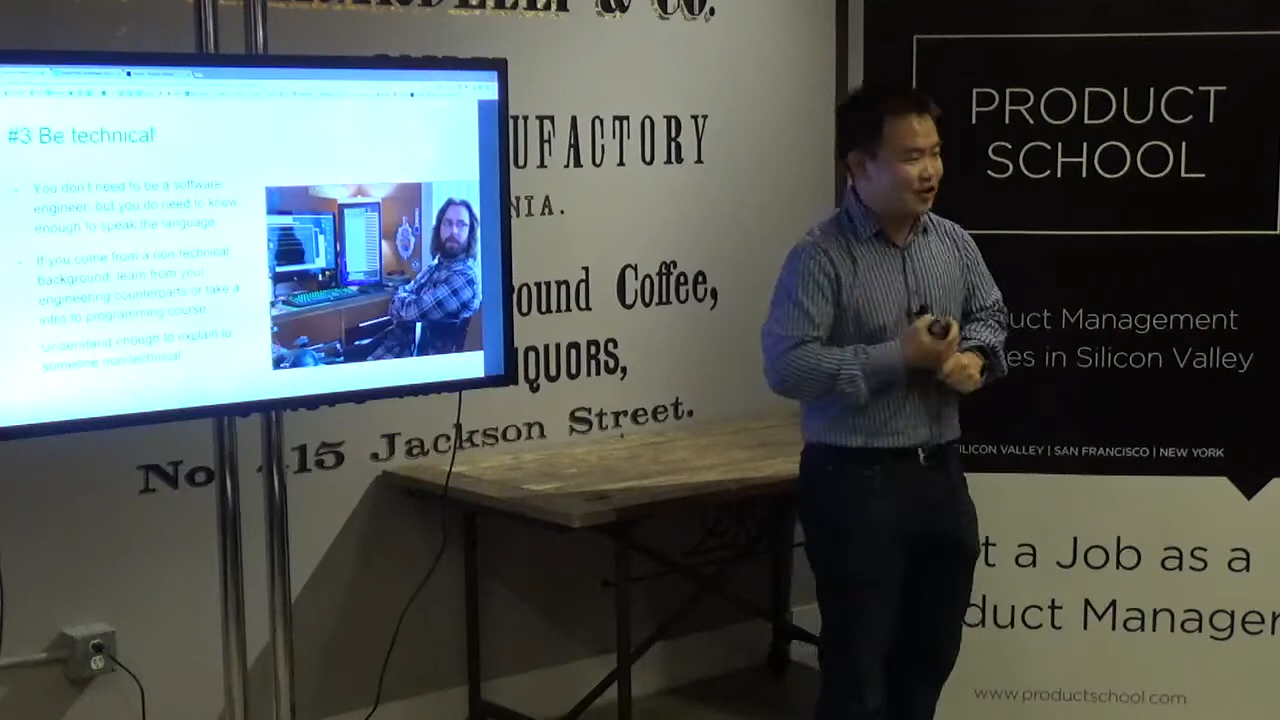 & CO.
#3 Be technical
You don't need to be a software
engineer, but you do need to know
enough to speak the language.
If you come from a non-technical
background, learn from your
engineering counterparts or take a
intro to programming course.
Understand enough to explain to
someone non-technical
UFACTORY
NIA.
round Coffee,
IQUORS,
No. 415 Jackson Street.
PRODUCT
SCHOOL
uct Management
es in Silicon Valley
SILICON VALLEY | SAN FRANCISCO | NEW YORK
t a Job as a
duct Manager
www.productschool.com